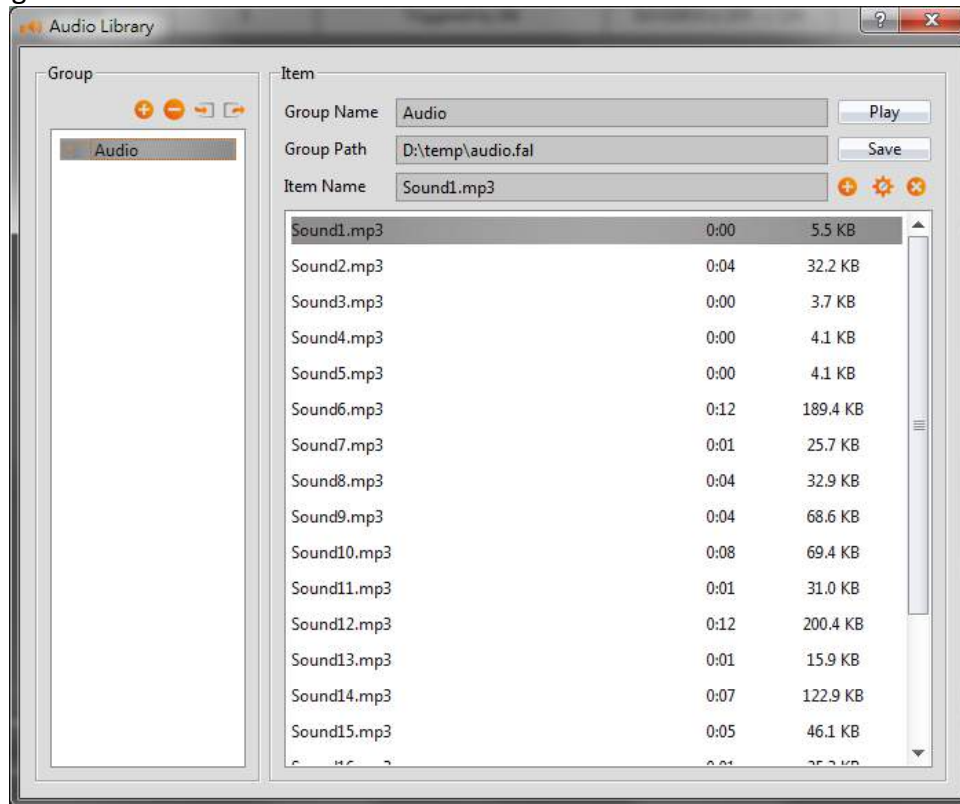 Audio Library
Group
Item
Audio
Group Name Audio Play
Group Path D:\temp\audio.fal Save
Item Name Sound1.mp3
Sound1.mp3 0:00 5.5 KB
Sound2.mp3 0:04 32.2 KB
Sound3.mp3 0:00 3.7 KB
Sound4.mp3 0:00 4.1 KB
Sound5.mp3 0:00 4.1 KB
Sound6.mp3 0:12 189.4 KB
Sound7.mp3 0:01 25.7 KB
Sound8.mp3 0:04 32.9 KB
Sound9.mp3 0:04 68.6 KB
Sound10.mp3 0:08 69.4 KB
Sound11.mp3 0:01 31.0 KB
Sound12.mp3 0:12 200.4 KB
Sound13.mp3 0:01 15.9 KB
Sound14.mp3 0:07 122.9 KB
Sound15.mp3 0:05 46.1 KB